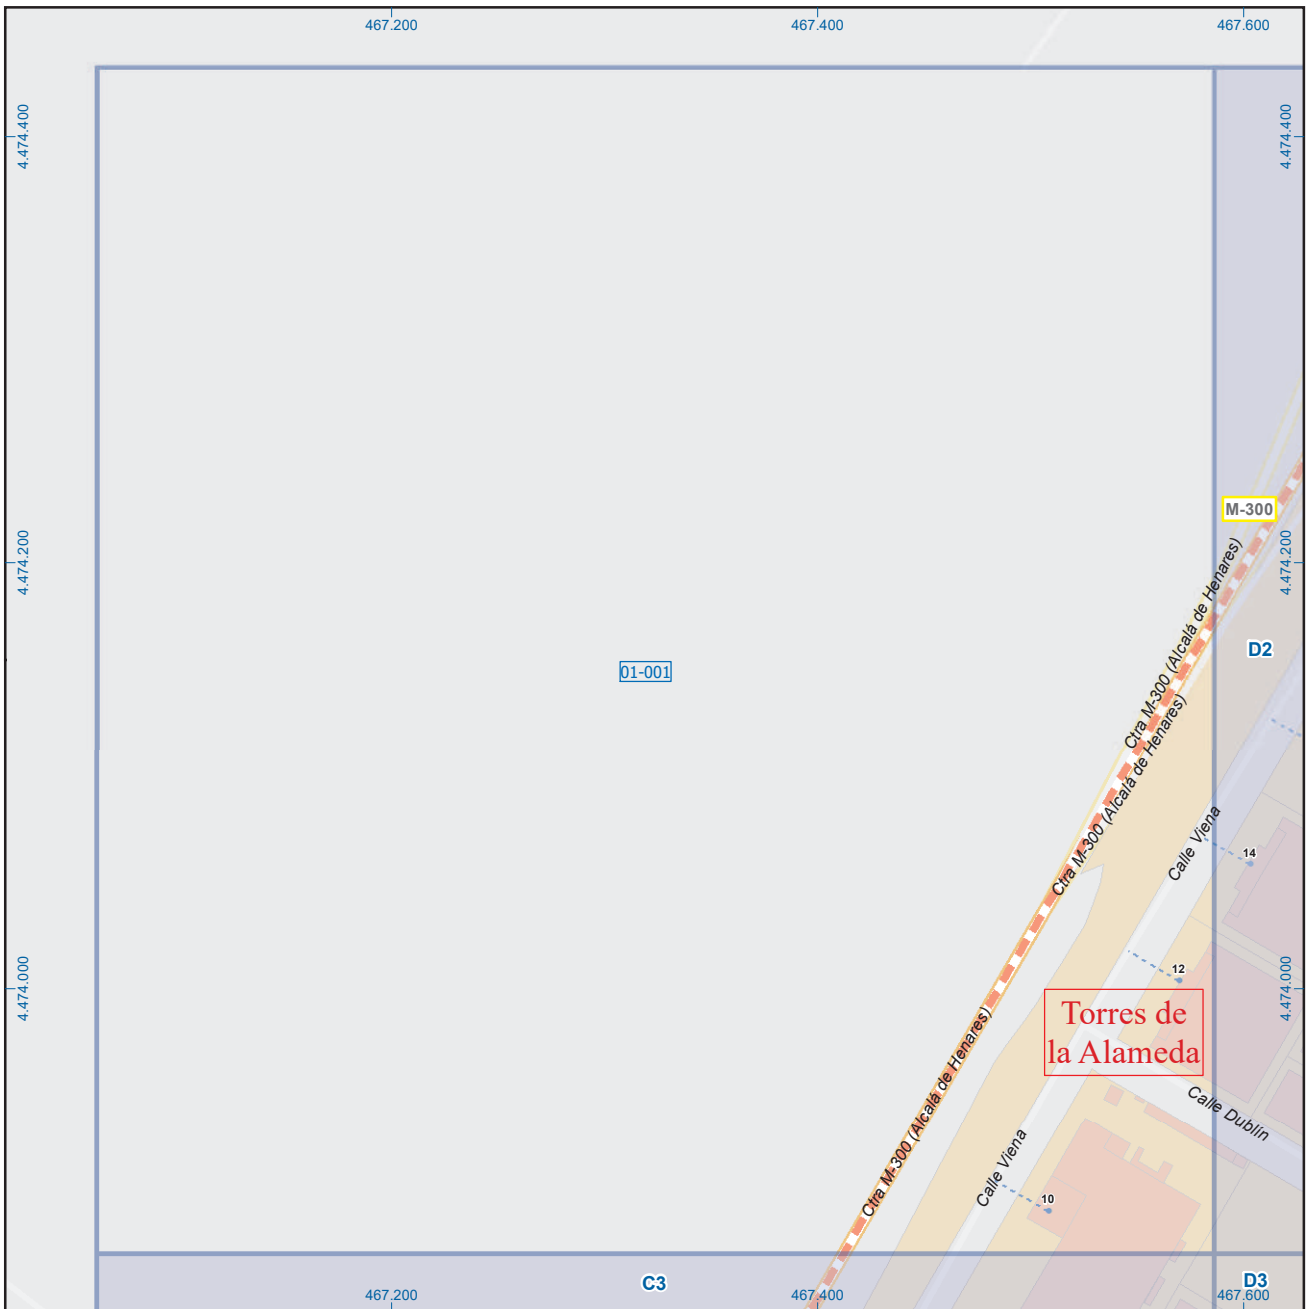 467.200
467.400
467.600
4.474.400
4.474.400
M-300
4.474.200
4.474.200
Ctra M-300 (Alcalá de Henares)
D2
01-001
Ctra M-300 (Alcalá de Henares)
Calle Viena
14
12
4.474.000
4.474.000
Torres de
la Alameda
Ctra M-300 (Alcalá de Henares)
Calle Dublín
Calle Viena
10
C3
D3
467.200
467.400
467.600